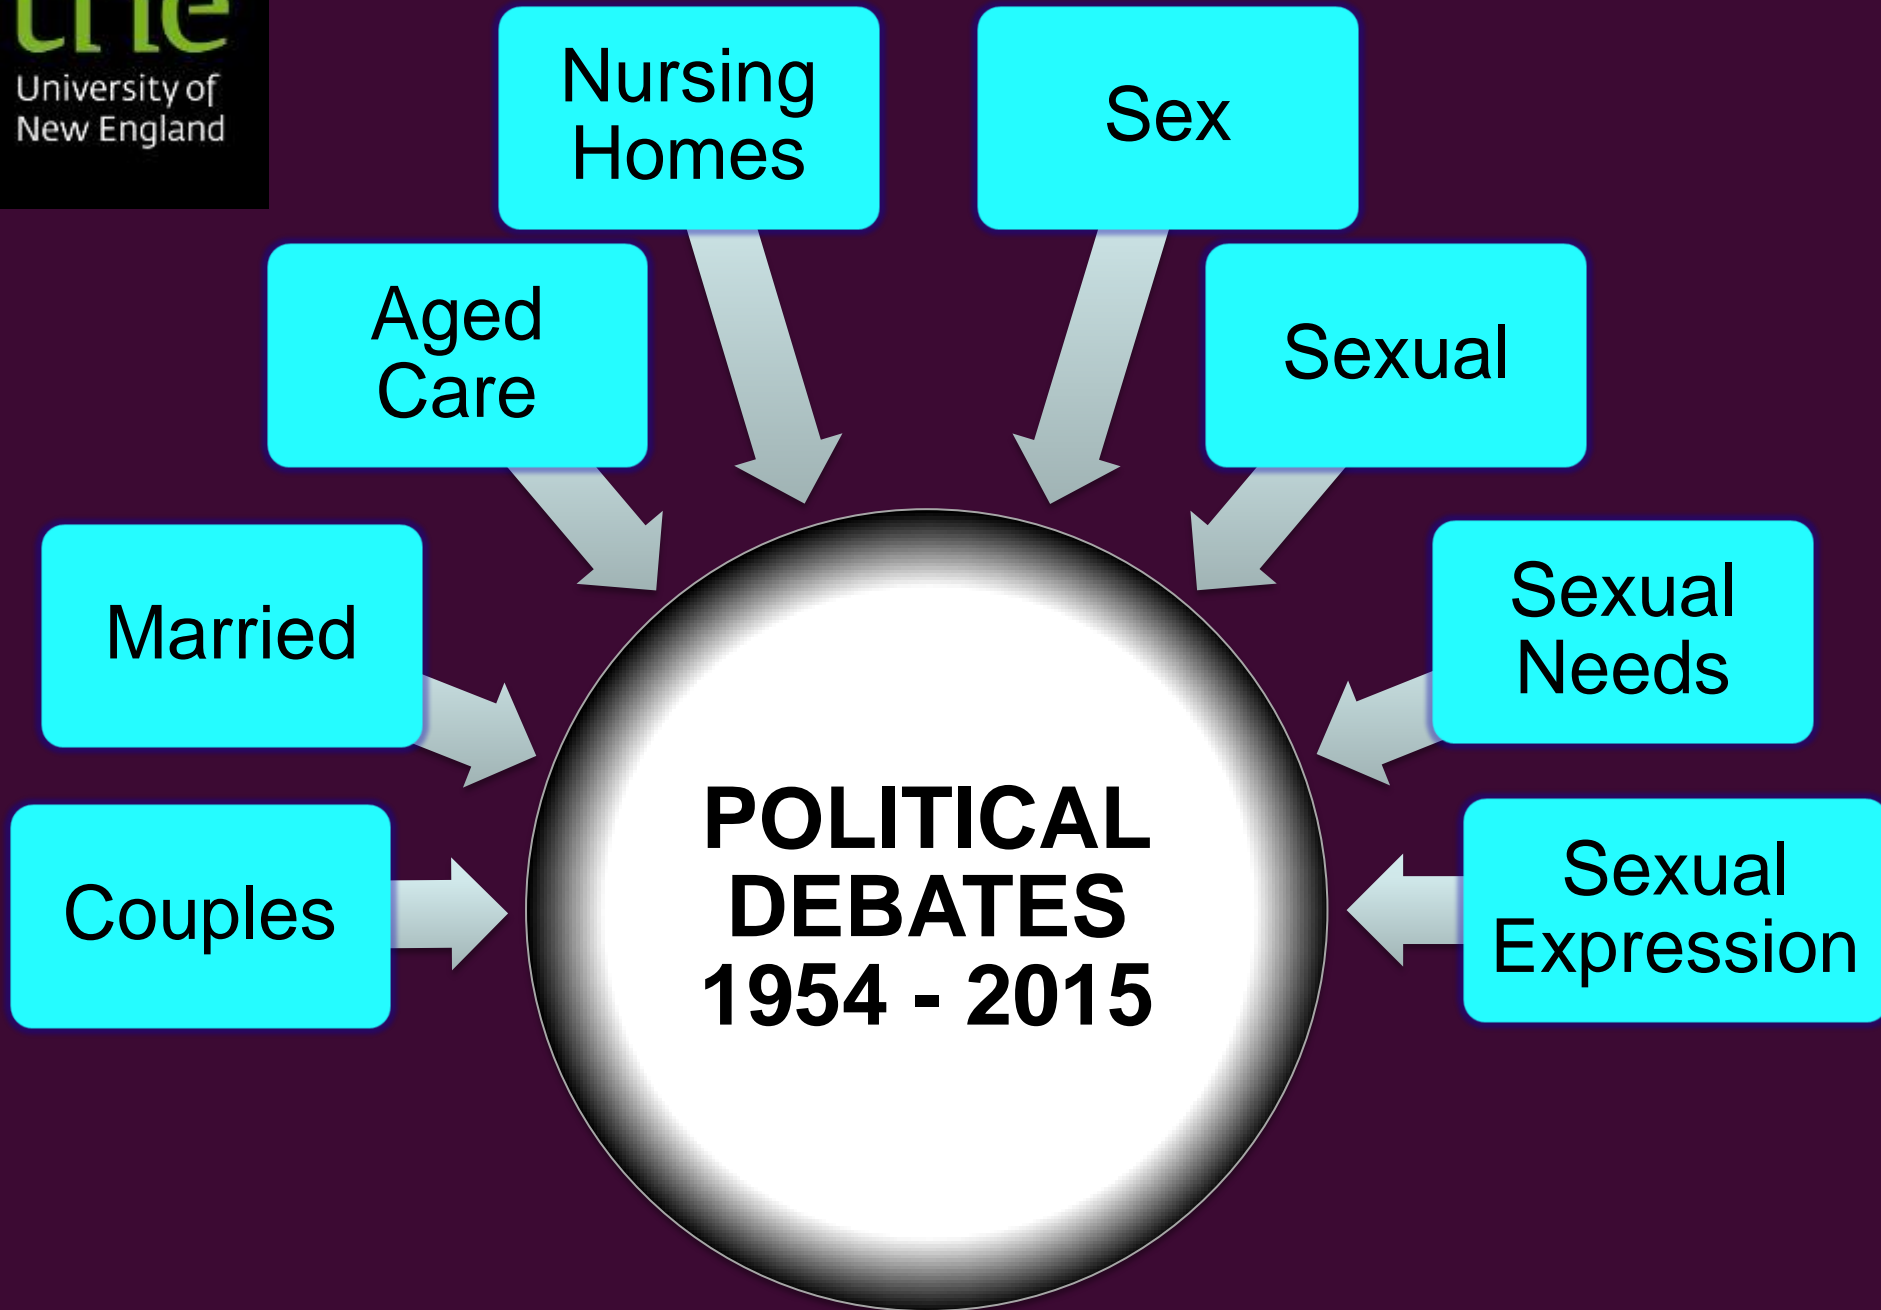 une
University of
New England
Nursing
Homes
Sex
Aged
Care
Sexual
Married
Sexual
Needs
Couples
Sexual
Expression
POLITICAL
DEBATES
1954 - 2015